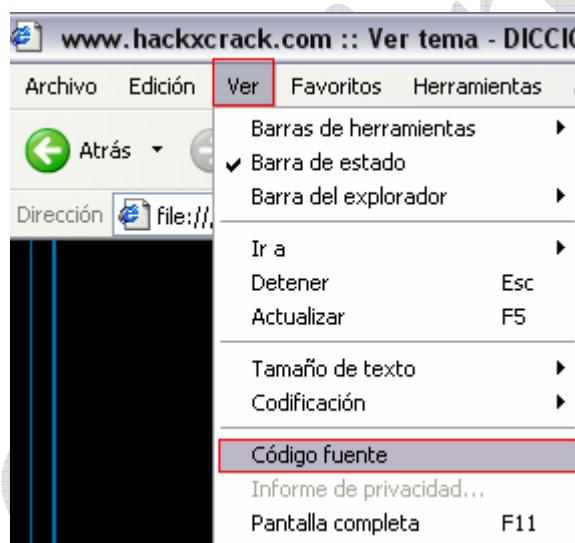 www.hackxcrack.com :: Ver tema - DICCI
Archivo Edición Ver Favoritos Herramientas
Atrás
Barras de herramientas
Barra de estado
Barra del explorador
Dirección file://
Ir a
Detener Esc
Actualizar F5
Tamaño de texto
Codificación
Código fuente
Informe de privacidad...
Pantalla completa F11